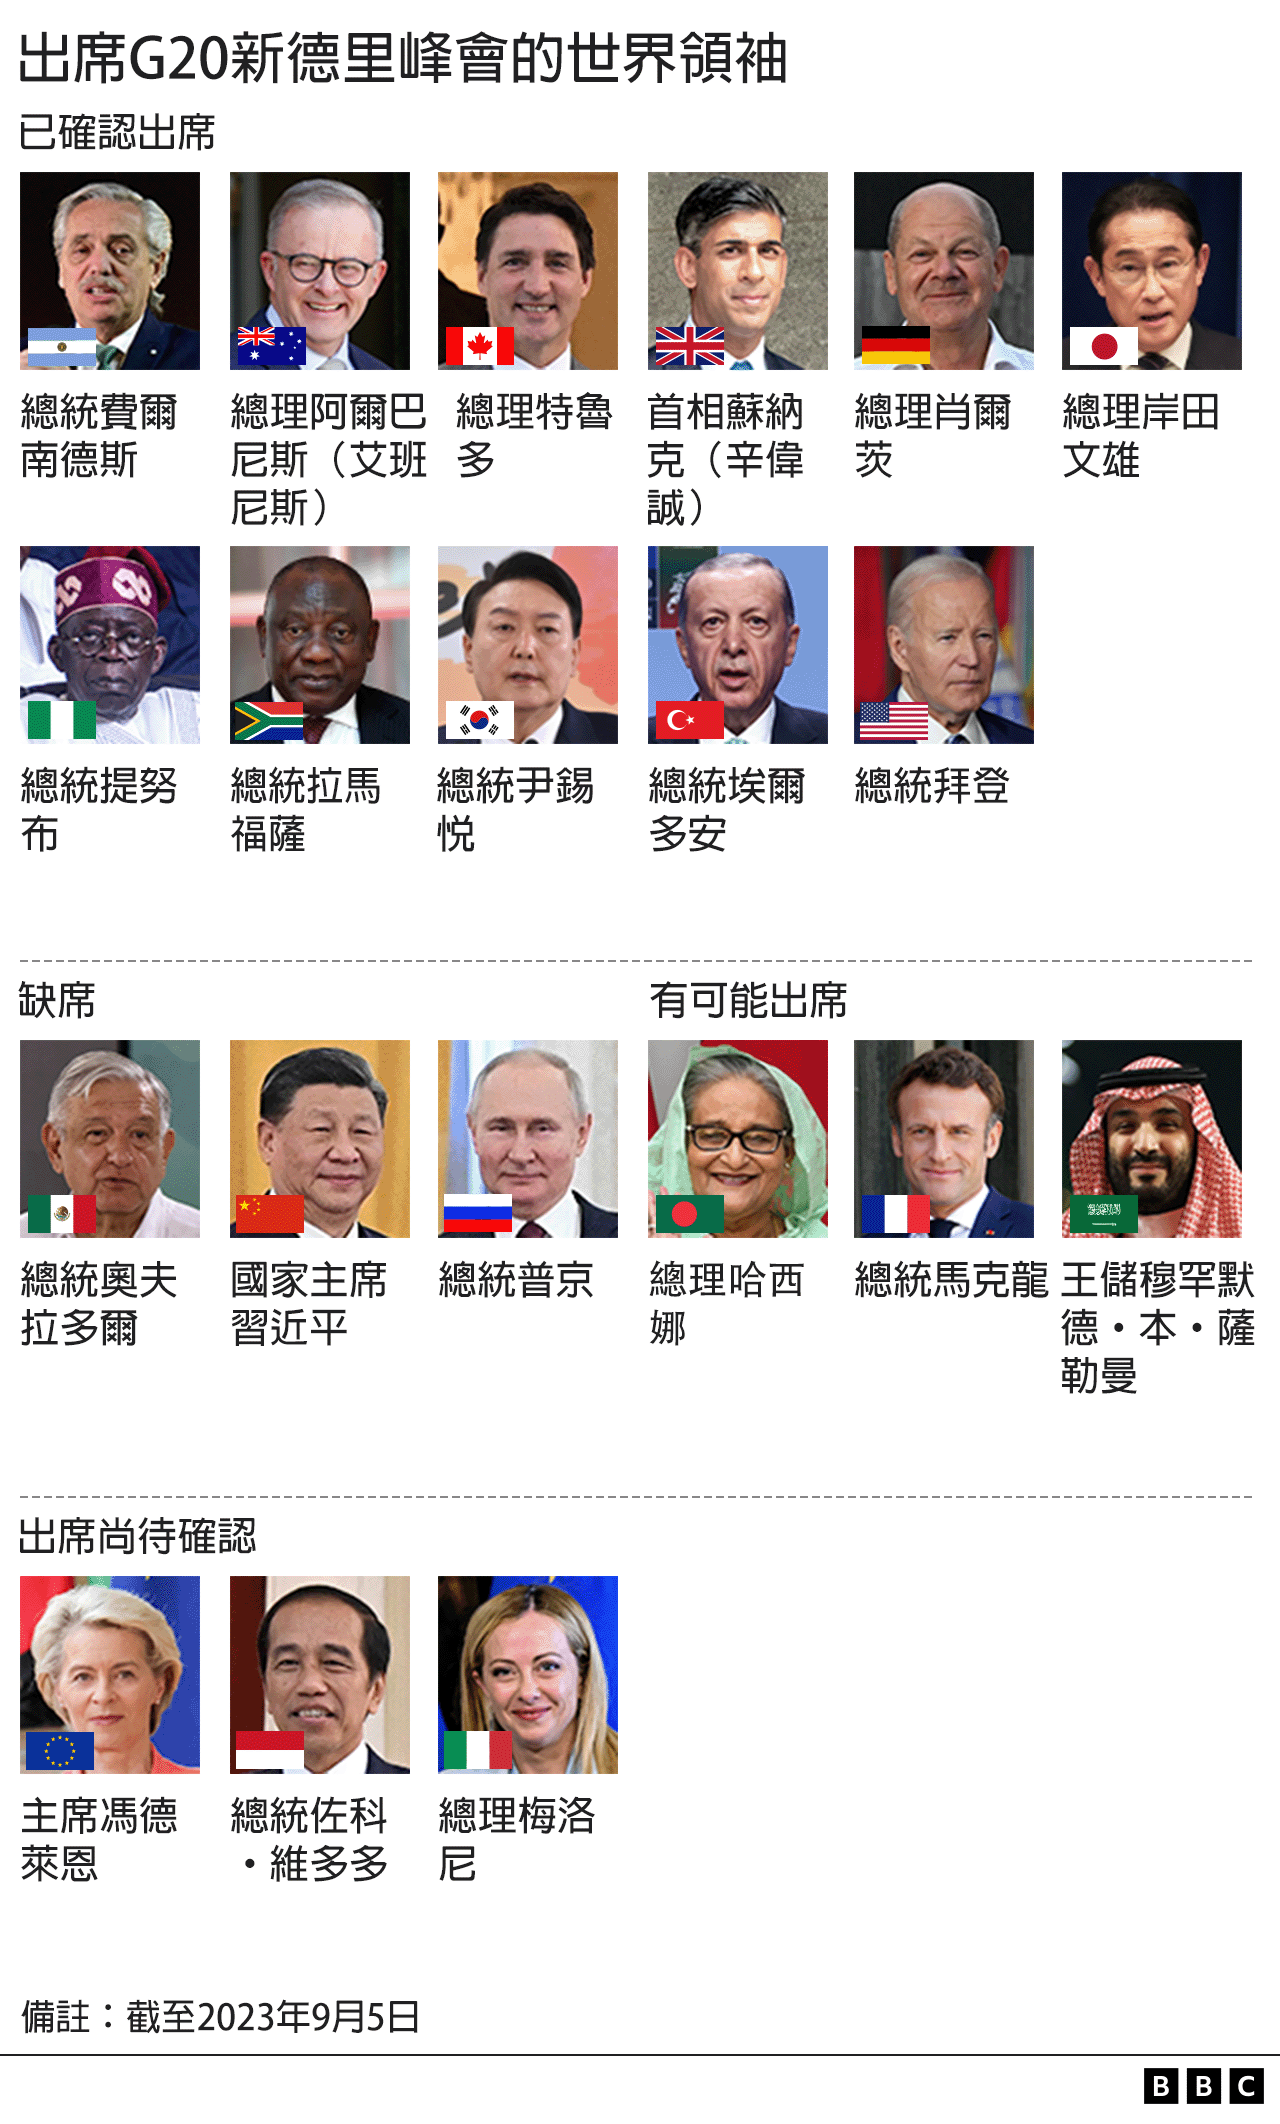 出席G20新德里峰會的世界領袖
已確認出席
總統費爾
南德斯
總理阿爾巴
尼斯（艾班
尼斯）
總理特魯
多
首相蘇納
克（辛偉
誠）
總理肖爾
茨
總理岸田
文雄
總統提努
布
總統拉馬
福薩
總統尹錫
悦
總統埃爾
多安
總統拜登
缺席
總統奧夫
拉多爾
國家主席
習近平
總統普京
有可能出席
總理哈西
娜
總統馬克龍
王儲穆罕默
德・本・薩
勒曼
出席尚待確認
主席馮德
萊恩
總統佐科
・維多多
總理梅洛
尼
備註：截至2023年9月5日
BBC